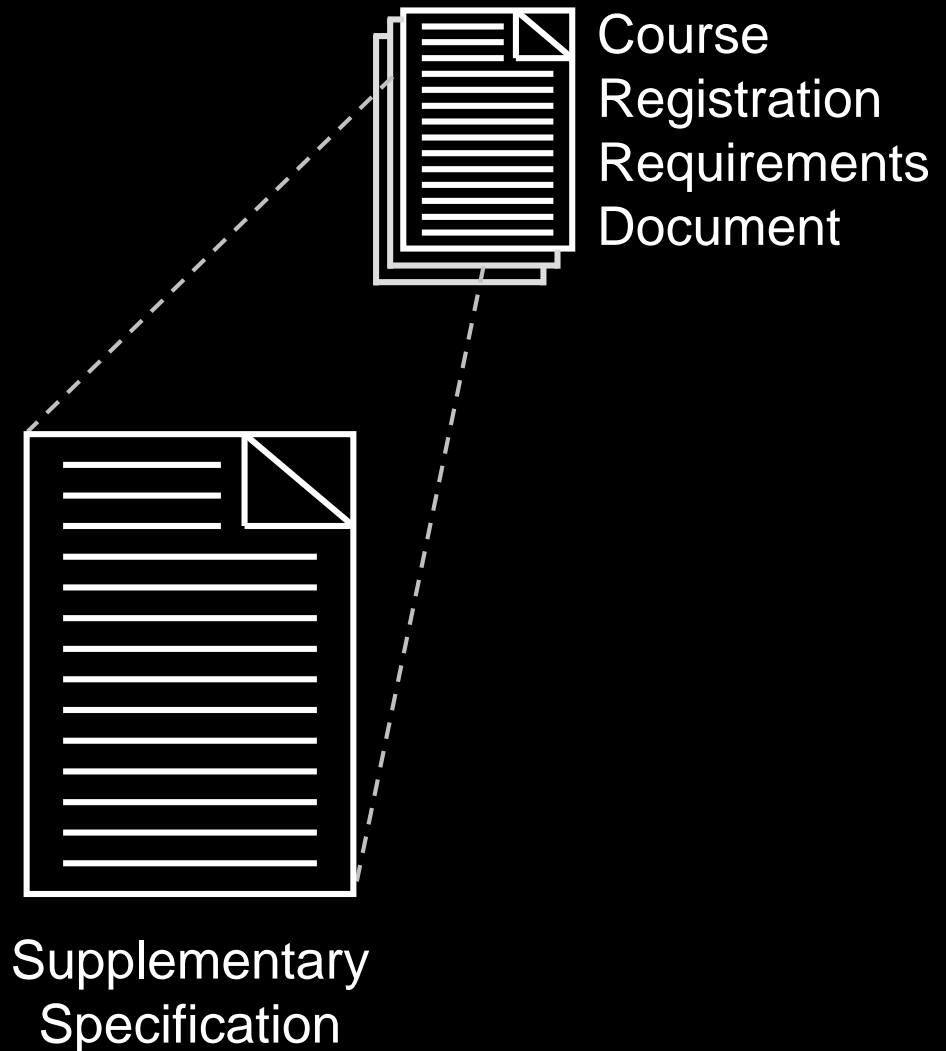 Course
Registration
Requirements
Document
Supplementary
Specification